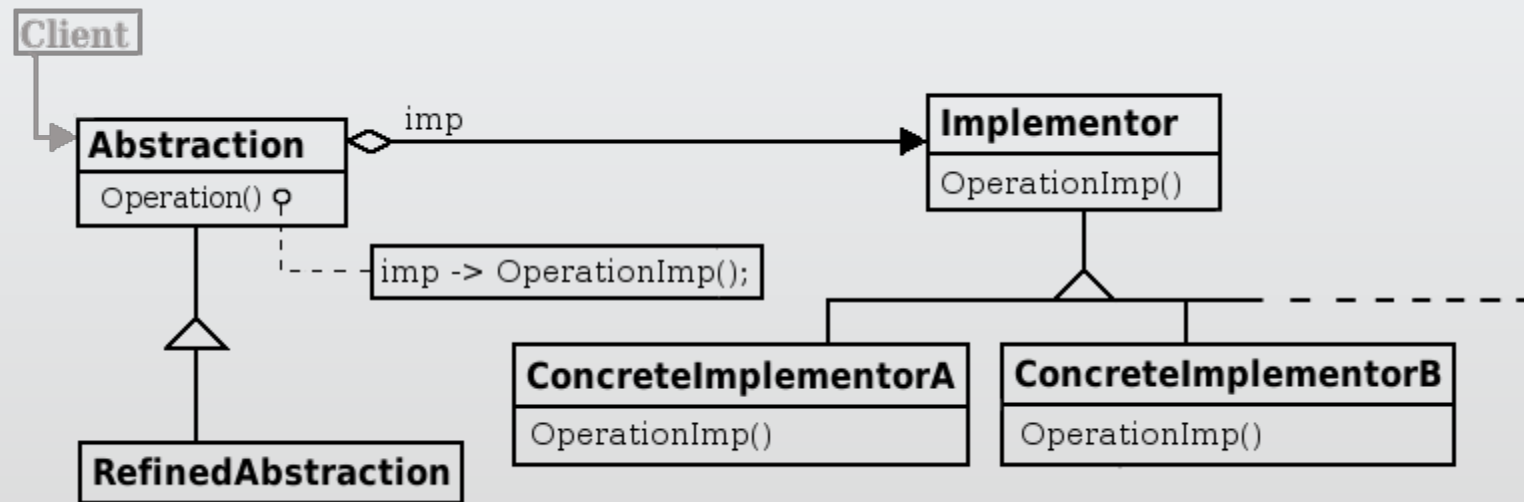 Client
imp
Abstraction
Operation()
imp -> OperationImp();
Implementor
OperationImp()
ConcreteImplementorA
OperationImp()
ConcreteImplementorB
OperationImp()
RefinedAbstraction